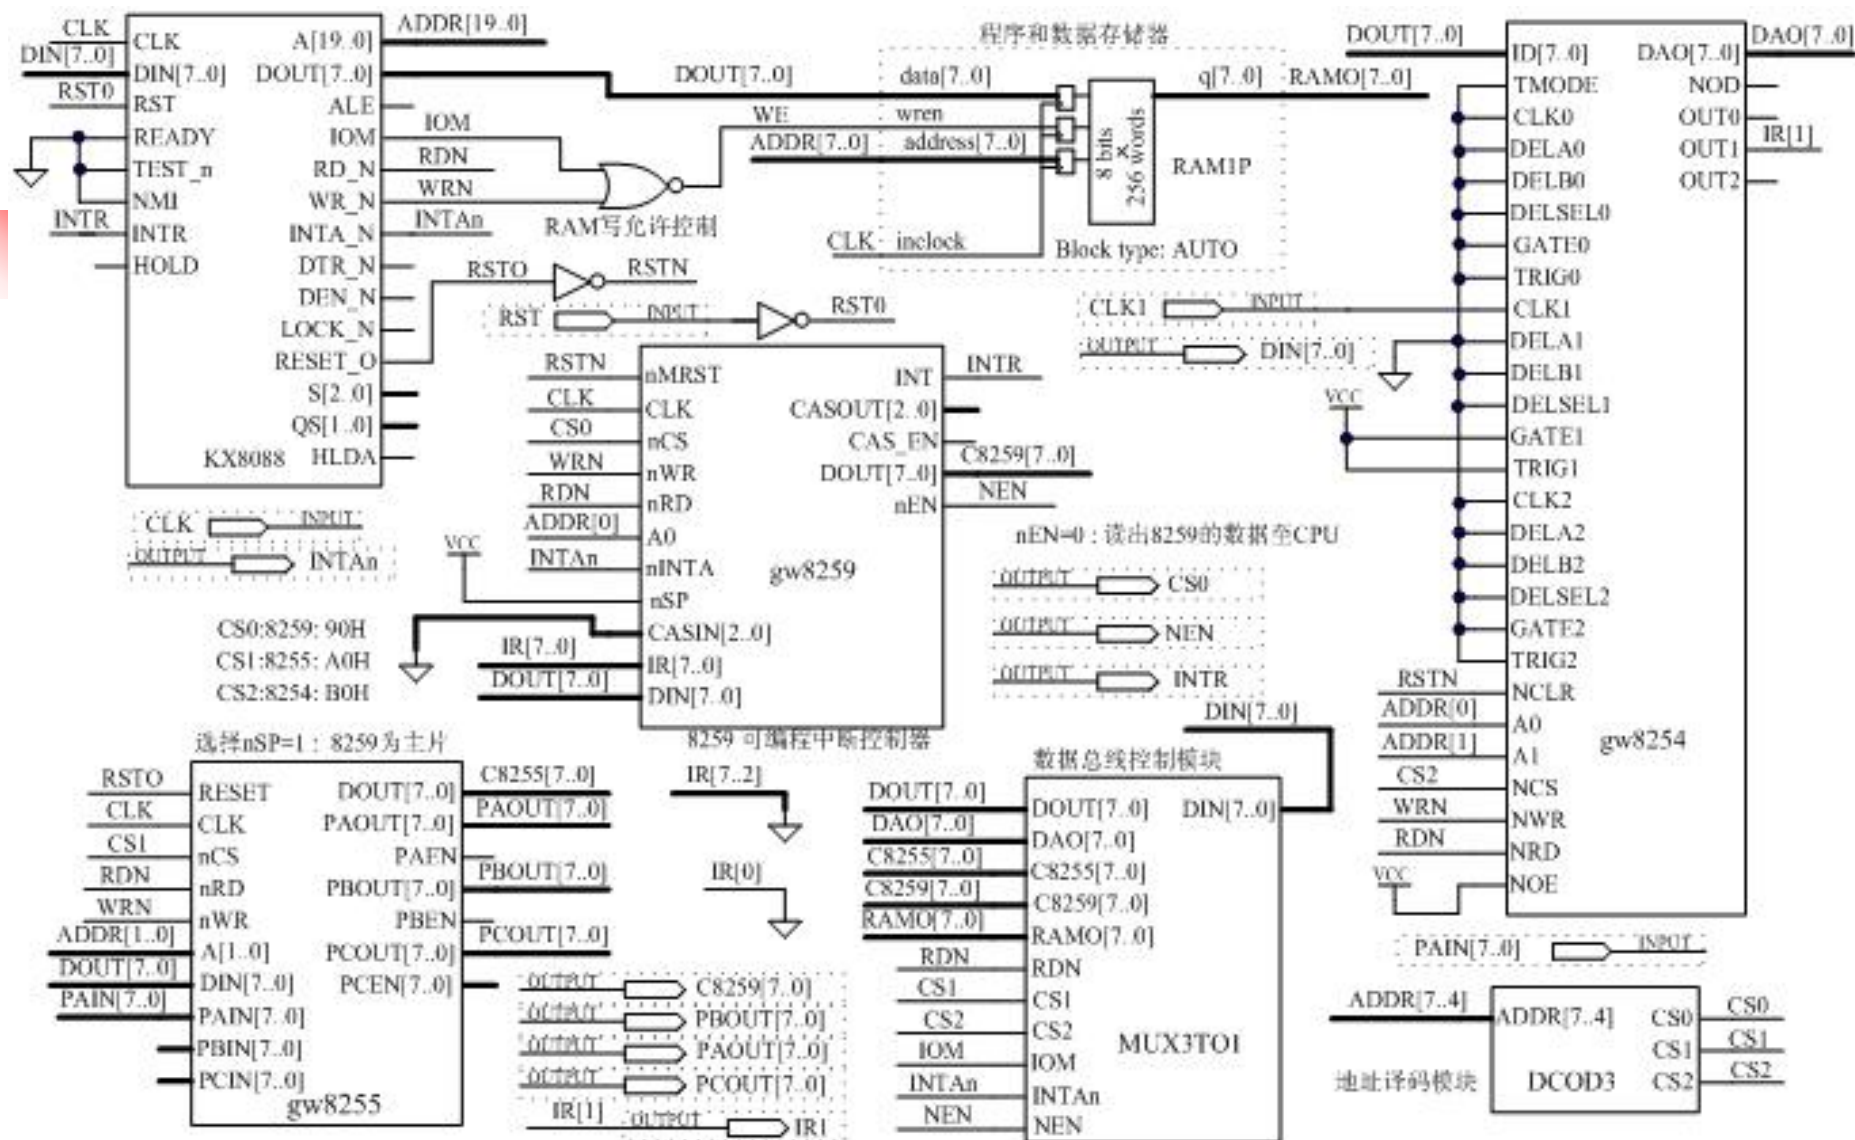 CLK
DIN[7..0]
RST0
INTR
CLK
DIN[7..0]
RST
READY
TEST_n
NMI
INTR
HOLD
A[19..0]
DOUT[7..0]
ALE
IOM
RD_N
WR_N
INTA_N
DTR_N
DEN_N
LOCK_N
RESET_O
S[2..0]
QS[1..0]
HLDA
KX8088
ADDR[19..0]
IOM
RDN
WRN
INTAn
RSTO
RSTN
RAM写允许控制
RST
INPUT
RST0
DOUT[7..0]
WE
ADDR[7..0]
CLK
程序和数据存储器
data[7..0]
wren
address[7..0]
inclock
q[7..0]
RAMO[7..0]
8 bits
×
256 words
RAM1P
Block type: AUTO
CLK1
INPUT
OUTPUT
DIN[7..0]
VCC
DOUT[7..0]
ID[7..0]
TMODE
CLK0
DELA0
DELB0
DELSEL0
GATE0
TRIG0
CLK1
DELA1
DELB1
DELSEL1
GATE1
TRIG1
CLK2
DELA2
DELB2
DELSEL2
GATE2
TRIG2
NCLR
A0
A1
NCS
NWR
NRD
NOE
DAO[7..0]
NOD
OUT0
OUT1
OUT2
DAO[7..0]
IR[1]
gw8254
RSTN
ADDR[0]
ADDR[1]
CS2
WRN
RDN
VCC
CLK
INPUT
OUTPUT
INTAn
CS0:8259: 90H
CS1:8255: A0H
CS2:8254: B0H
RSTN
CLK
CS0
WRN
RDN
ADDR[0]
INTAn
VCC
IR[7..0]
DOUT[7..0]
nMRST
CLK
nCS
nWR
nRD
A0
nINTA
nSP
CASIN[2..0]
IR[7..0]
DIN[7..0]
INT
CASOUT[2..0]
CAS_EN
DOUT[7..0]
nEN
gw8259
INTR
C8259[7..0]
NEN
8259 可编程中断控制器
nEN=0 : 读出8259的数据至CPU
OUTPUT
CS0
OUTPUT
NEN
OUTPUT
INTR
选择nSP=1 : 8259为主片
RSTO
CLK
CS1
RDN
WRN
ADDR[1..0]
DOUT[7..0]
PAIN[7..0]
RESET
CLK
nCS
nRD
nWR
A[1..0]
DIN[7..0]
PAIN[7..0]
PBIN[7..0]
PCIN[7..0]
DOUT[7..0]
PAOUT[7..0]
PAEN
PBOUT[7..0]
PBEN
PCOUT[7..0]
PCEN[7..0]
gw8255
C8255[7..0]
PAOUT[7..0]
PBOUT[7..0]
PCOUT[7..0]
IR[7..2]
IR[0]
OUTPUT
C8259[7..0]
OUTPUT
PBOUT[7..0]
OUTPUT
PAOUT[7..0]
OUTPUT
PCOUT[7..0]
IR[1]
OUTPUT
IR1
数据总线控制模块
DIN[7..0]
DOUT[7..0]
DAO[7..0]
C8255[7..0]
C8259[7..0]
RAMO[7..0]
RDN
CS1
CS2
IOM
INTAn
NEN
DOUT[7..0]
DAO[7..0]
C8255[7..0]
C8259[7..0]
RAMO[7..0]
RDN
CS1
CS2
IOM
INTAn
NEN
DIN[7..0]
MUX3TO1
PAIN[7..0]
INPUT
ADDR[7..4]
ADDR[7..4]
CS0
CS1
CS2
CS0
CS1
CS2
地址译码模块
DCOD3